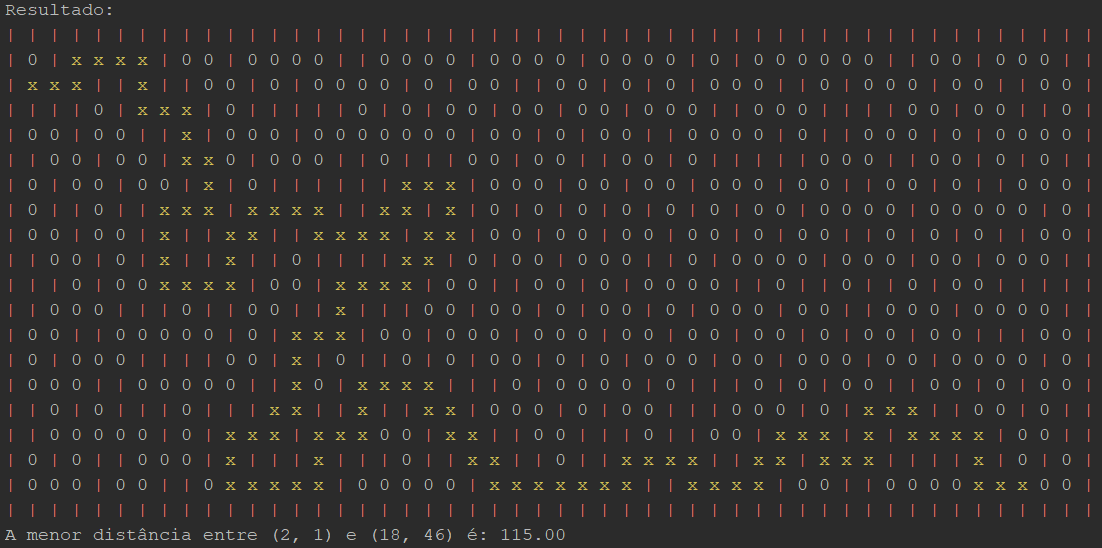 Resultado:
| | | | | | | | | | | | | | | | | | | | | | | | | | | | | | | | | | | | | | | | | | | | | | | | | |
| 0 | x x x x | 0 0 | 0 0 0 0 | | 0 0 0 0 | 0 0 0 0 | 0 0 0 0 | 0 | 0 0 0 0 0 0 | | 0 0 | 0 0 0 | |
| x x x | | x | | 0 0 | 0 | 0 0 0 0 | 0 | 0 0 | 0 0 | 0 | 0 0 | 0 | 0 0 0 | 0 | 0 | 0 | | 0 0 | 0 |
| | | | 0 | x x x | 0 | | | | | 0 | 0 | 0 0 | 0 0 | 0 0 | 0 0 0 | | | 0 0 0 | | | 0 | 0 0 0 | 0 |
| 0 0 | 0 0 | | x | 0 0 0 | 0 0 0 0 0 0 0 | 0 0 | 0 0 | 0 0 | | 0 0 0 0 | | 0 0 0 | 0 0 | | 0 0 0 0 |
| | 0 0 | 0 0 | x x 0 | 0 0 0 | | 0 | | | 0 0 | 0 0 | 0 0 | | 0 | | | | | 0 0 0 | 0 0 | | | 0 0 |
| 0 | 0 0 | 0 0 | x | 0 | | | | | | x x x | 0 0 0 | 0 0 | 0 0 | 0 | 0 0 0 | 0 0 | 0 0 | | 0 0 | 0 |
| 0 | | 0 | | x x x | x x x x | | x x | x | 0 | 0 | 0 | 0 | 0 | 0 0 | 0 0 | 0 0 0 0 | 0 0 0 0 0 | 0 |
| 0 0 | 0 0 | x | | x x | | x x x x | x x | 0 0 | 0 0 | 0 0 | 0 0 | 0 0 | | | 0 | | 0 | 0 | | 0 0 |
| | 0 0 | 0 | x | | x | | 0 | | | | x x | 0 | 0 0 | 0 0 | 0 0 | 0 | | 0 0 0 0 | 0 0 0 | 0 0 | 0 |
| | | 0 | 0 0 x x x x | 0 0 | x x x x | 0 0 | | 0 0 | 0 | 0 0 | | | 0 0 | | | 0 0 | 0 0 | | | | |
| | 0 0 0 | | | 0 | | 0 0 | | x | | | 0 0 | 0 0 | 0 0 | 0 | 0 0 0 0 | 0 0 | | 0 0 | | 0 0 0 | 0 |
| 0 0 | | 0 0 0 0 0 | 0 | x x x | 0 0 | 0 0 0 | 0 | 0 0 | 0 | | 0 0 0 | 0 0 | | | 0 0 | 0 0 | | | 0 |
| 0 | 0 0 0 | | | | 0 0 | x | 0 | | 0 | 0 0 | 0 | 0 0 | 0 | 0 0 0 | | 0 0 | 0 0 | 0 | 0 0 0 0 | 0 |
| 0 0 0 | | 0 0 0 0 0 | | x 0 | x x x x | | | 0 | 0 0 0 0 | 0 | | | 0 | 0 | 0 0 | | | | | 0 0 | |
| | 0 | 0 | | | 0 | | | x x | | x | | x x | 0 0 0 | 0 | 0 0 | | | 0 0 0 | 0 | x x x | | 0 0 | 0 |
| | 0 0 0 0 0 | 0 | x x x | x x x 0 0 | x x | | 0 0 | | | 0 | | 0 0 | x x x | x | x x x x | 0 0 | |
| 0 | 0 | | 0 0 0 | x | | | x | | | 0 | | x x | | 0 | | x x x x | | x x | x x x | | | | x | 0 | 0 |
| 0 0 0 | 0 0 | | 0 x x x x x | 0 0 0 0 0 | x x x x x x x | | x x x x | 0 0 | | 0 0 0 0 x x x 0 0 |
| | | | | | | | | | | | | | | | | | | | | | | | | | | | | | | | | | | | | | | | | | | | | | | | | |
A menor distância entre (2, 1) e (18, 46) é: 115.00